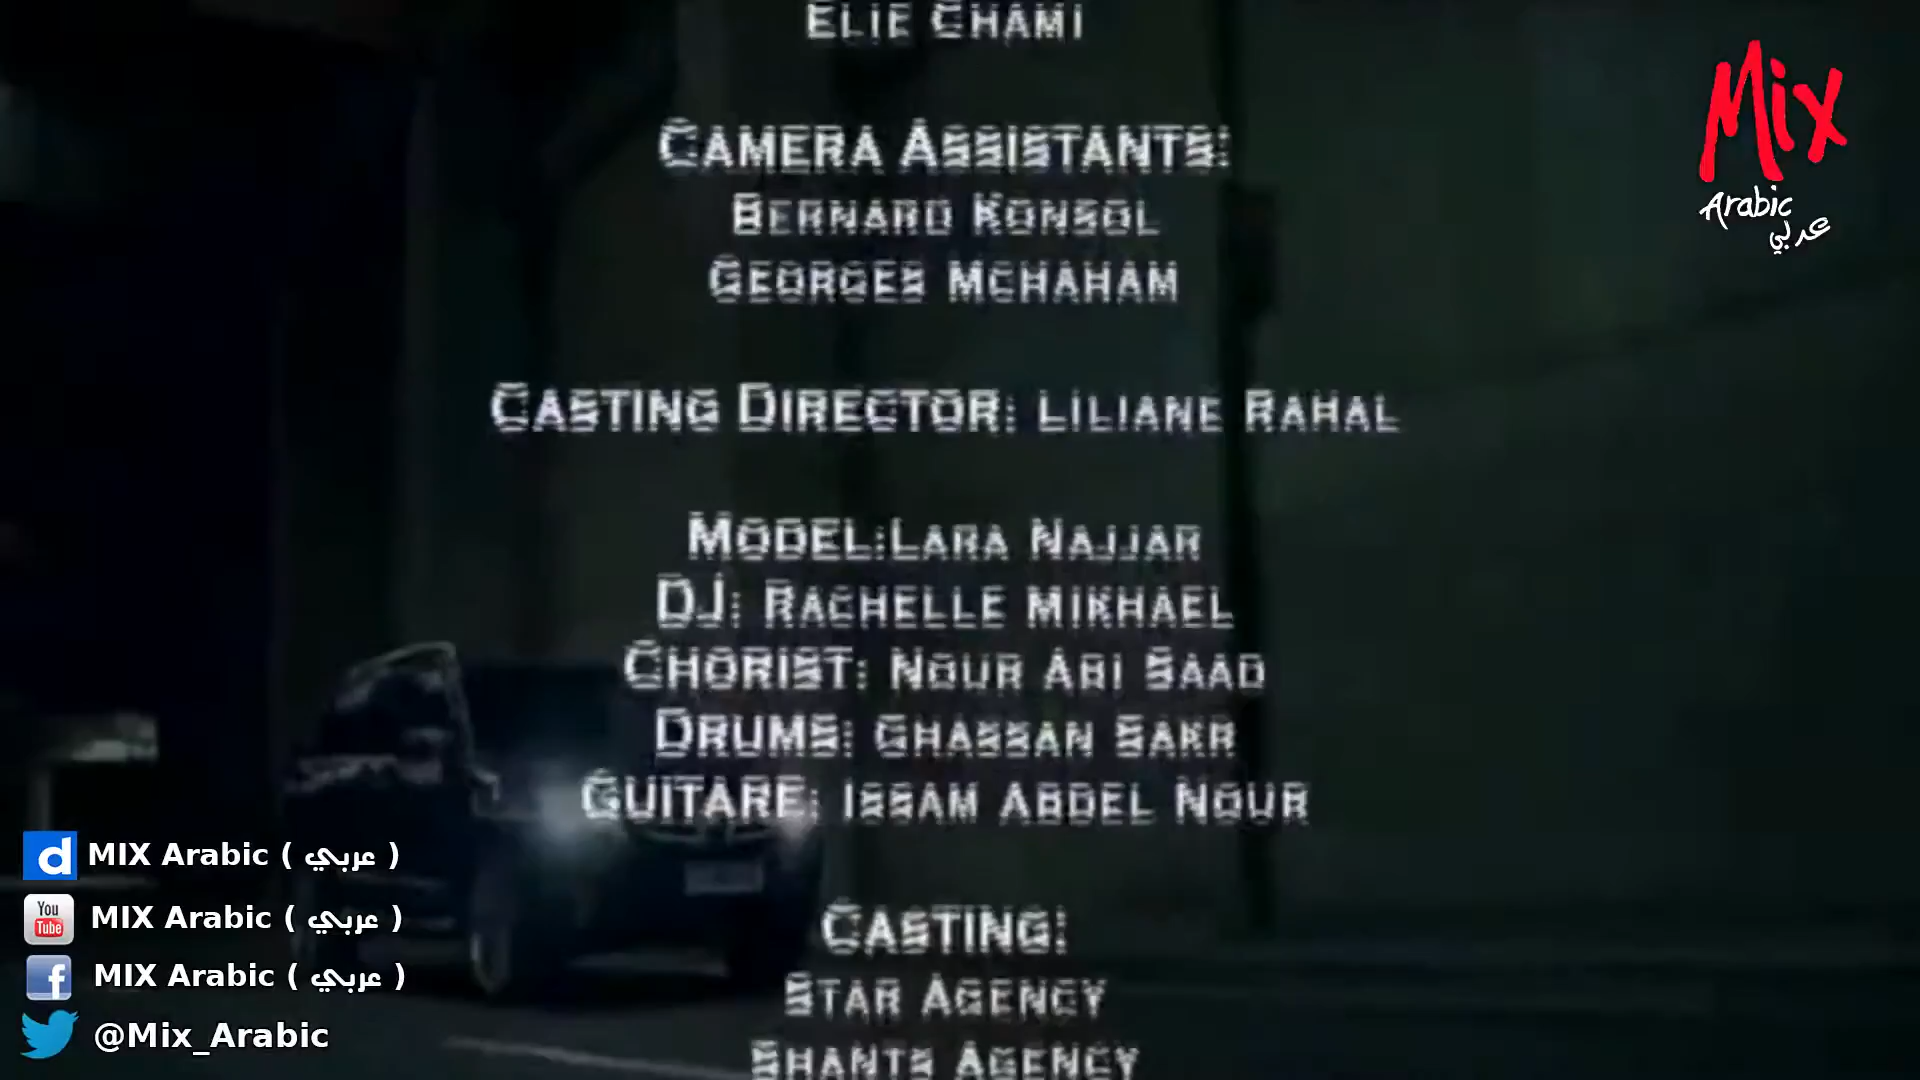 Elie Chami
Camera Assistants:
Bernard Konsol
Georges Mchaham
Casting Director: Liliane Rahal
Model:Lara Najjar
DJ: Rachelle Mikhael
Chorist: Nour Abi Saad
Drums: Ghassan Sakr
Guitare: Issam Abdel Nour
Casting:
Star Agency
Shants Agency
Mix
Arabic
عربي
d MIX Arabic ( عربي )
You Tube MIX Arabic ( عربي )
f MIX Arabic ( عربي )
@Mix_Arabic